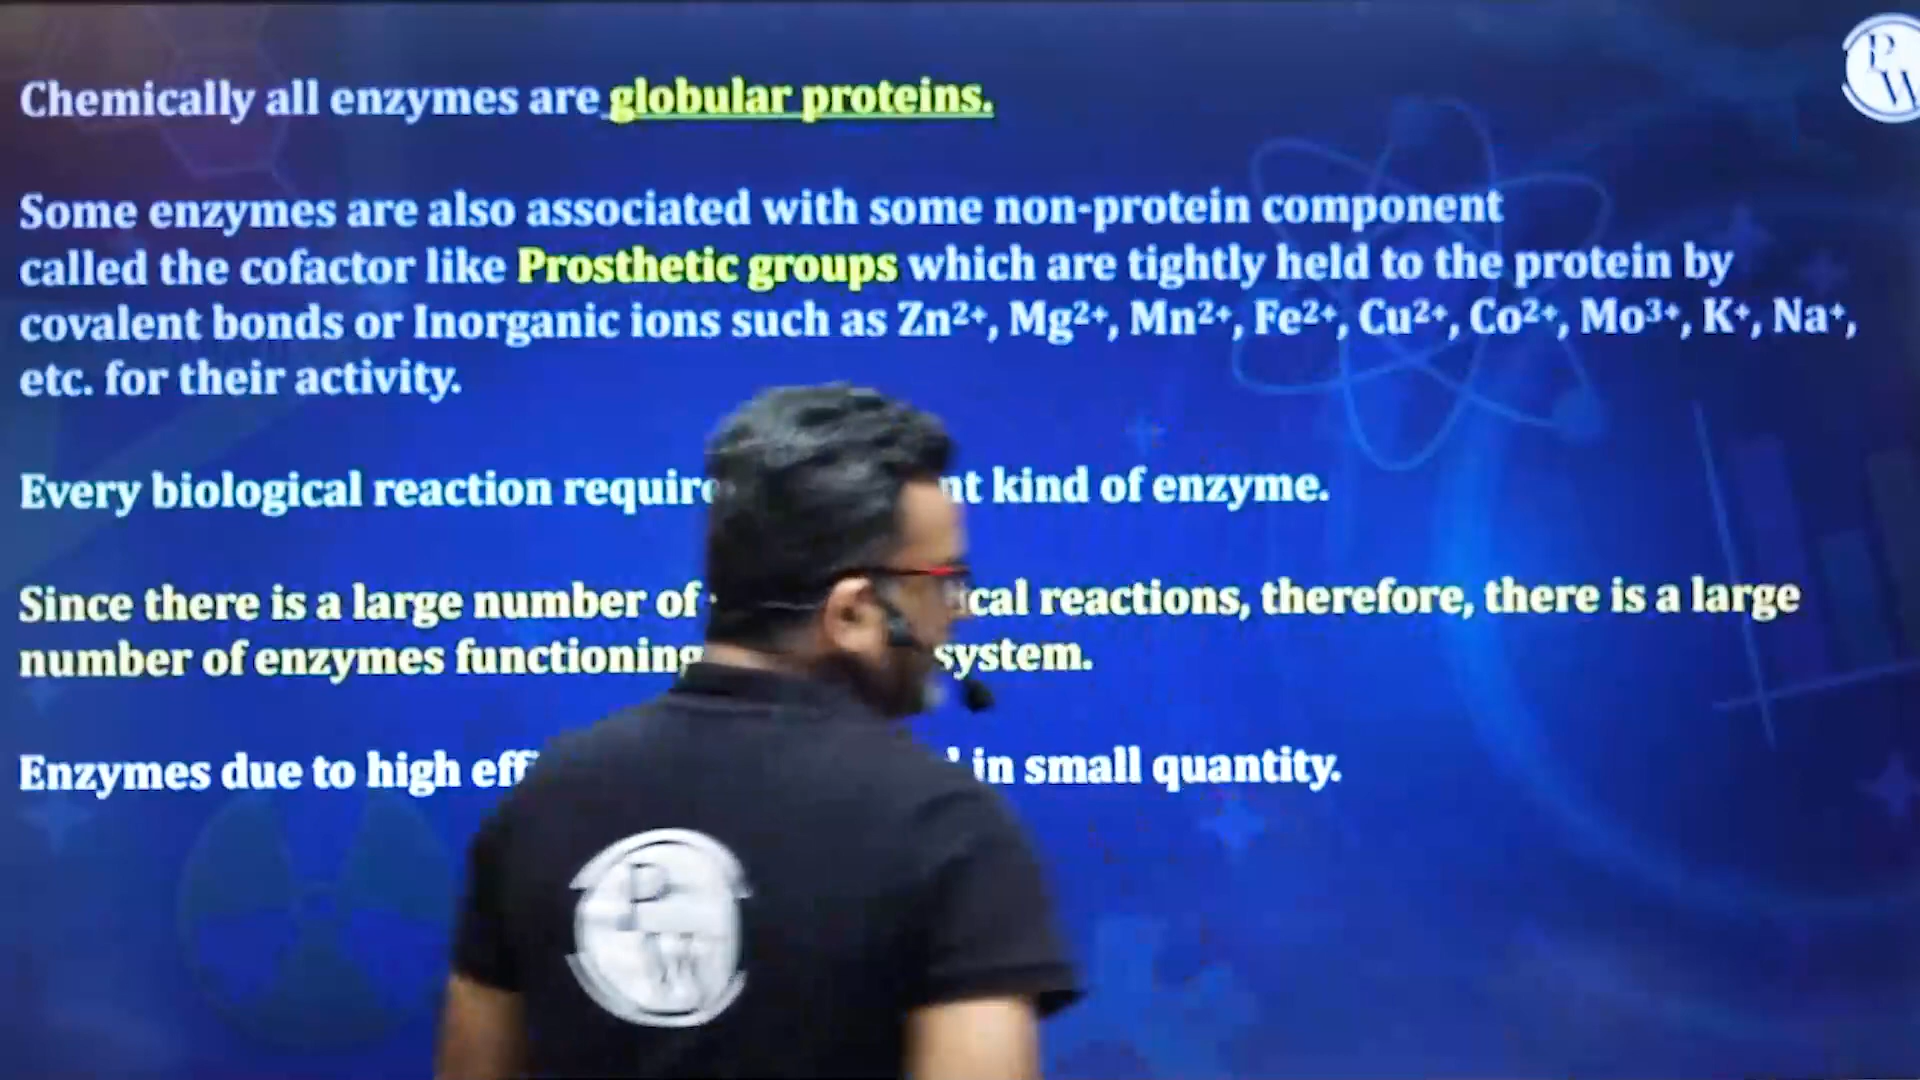 P
W
Chemically all enzymes are globular proteins.
Some enzymes are also associated with some non-protein component
called the cofactor like Prosthetic groups which are tightly held to the protein by
covalent bonds or Inorganic ions such as Zn²⁺, Mg²⁺, Mn²⁺, Fe²⁺, Cu²⁺, Co²⁺, Mo³⁺, K⁺, Na⁺,
etc. for their activity.
Every biological reaction kind of enzyme.
Since there is a large number of reactions, therefore, there is a large
number of enzymes functioning system.
Enzymes due to high in small quantity.
P
W